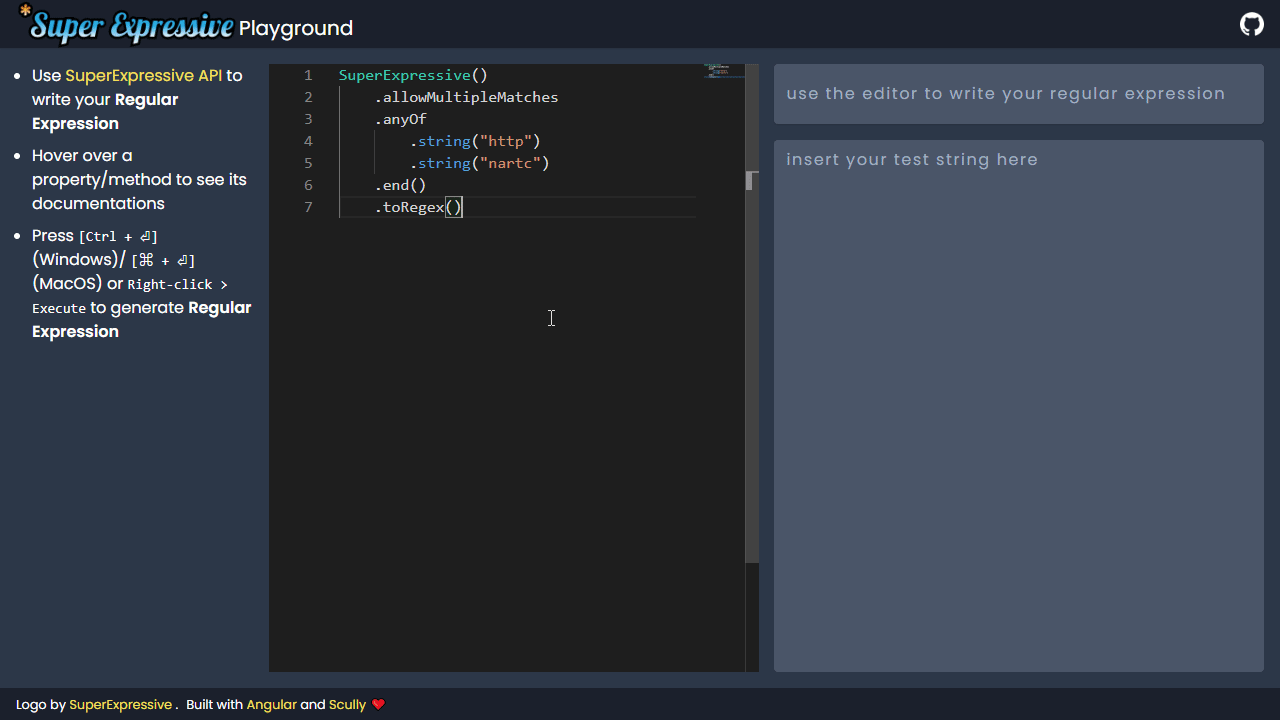 *Super Expressive Playground
• Use SuperExpressive API to
write your Regular
Expression
• Hover over a
property/method to see its
documentations
• Press [Ctrl + ⏎]
(Windows)/ [⌘ + ⏎]
(MacOS) or Right-click >
Execute to generate Regular
Expression
1 SuperExpressive()
2 .allowMultipleMatches
3 .anyOf
4 .string("http")
5 .string("nartc")
6 .end()
7 .toRegex()
use the editor to write your regular expression
insert your test string here
Logo by SuperExpressive . Built with Angular and Scully ❤️